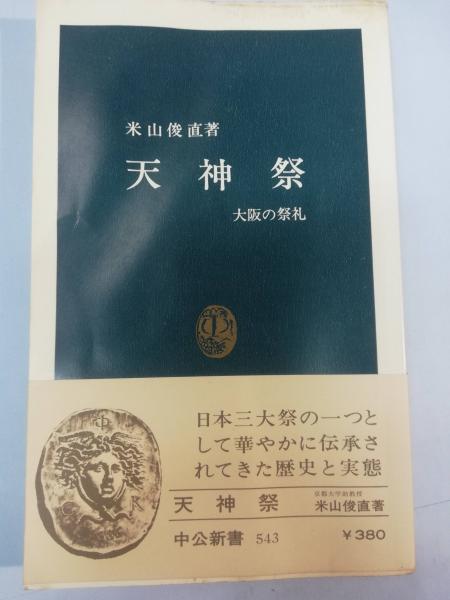 米山俊直著
天神祭
大阪の祭礼
日本三大祭の一つと
して華やかに伝承さ
れてきた歴史と実態
天神祭
京都大学助教授
米山俊直著
中公新書 543 ¥380
C R